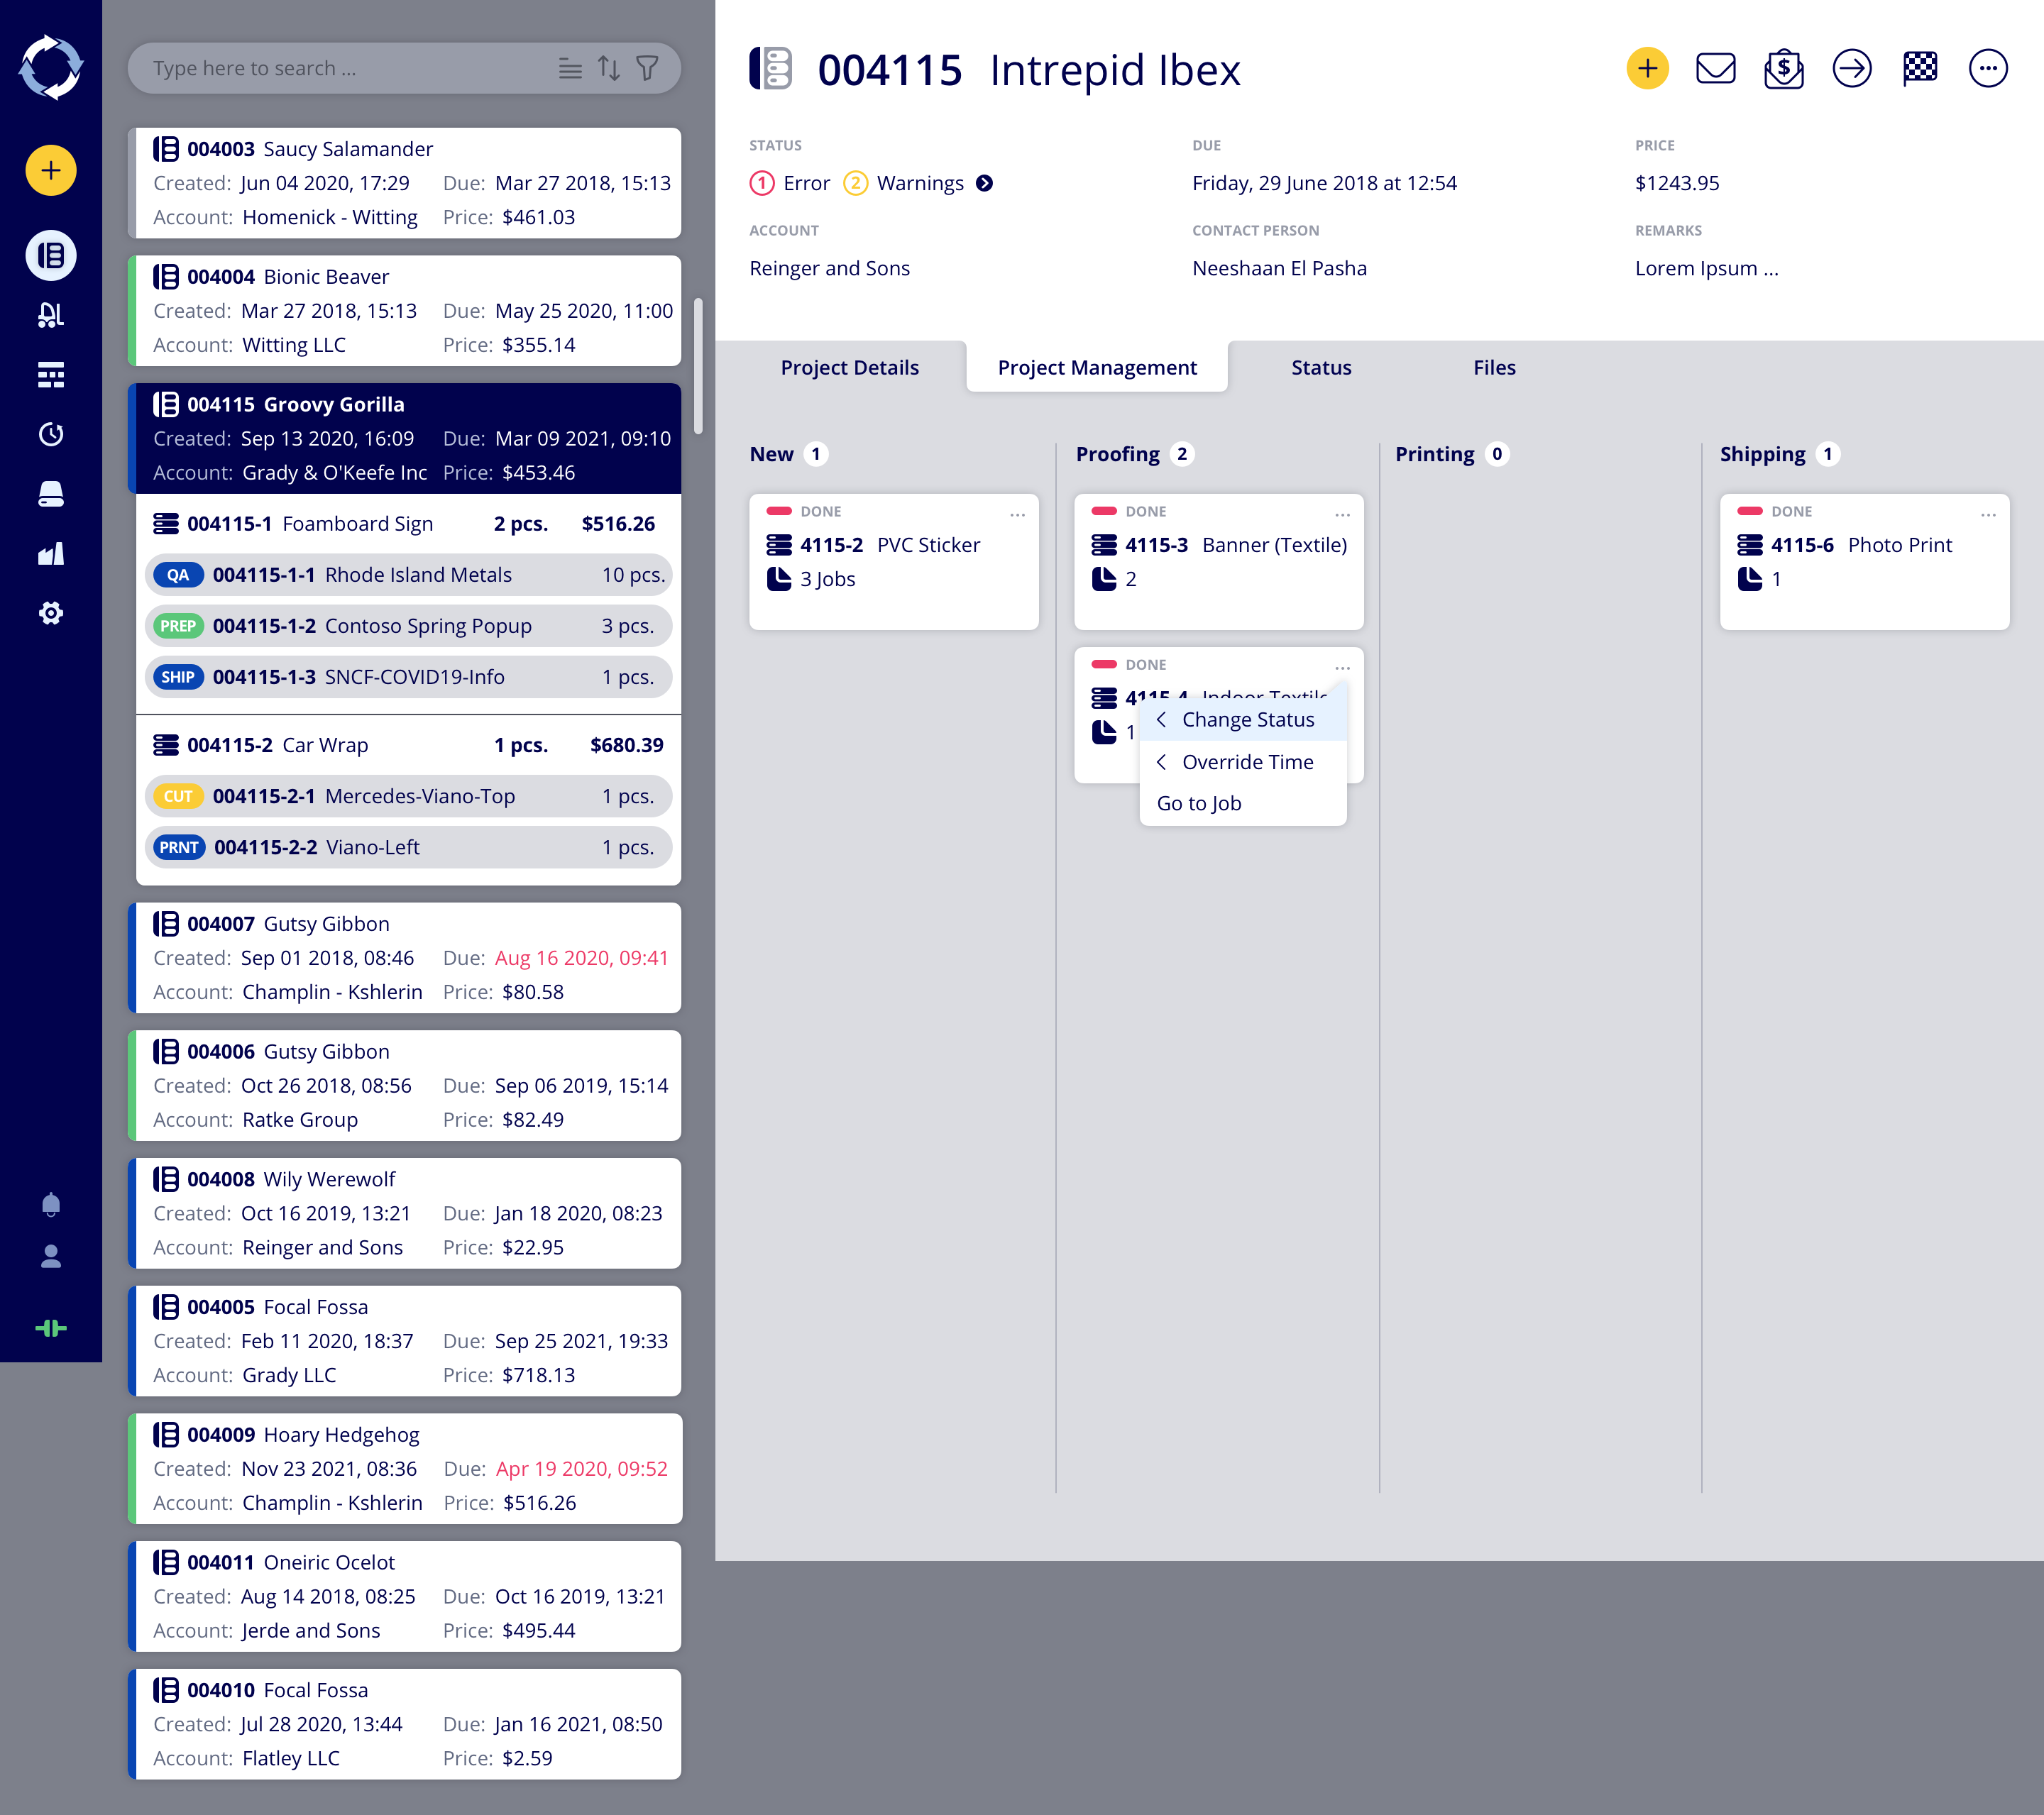 Type here to search ...
004003 Saucy Salamander
Created: Jun 04 2020, 17:29 Due: Mar 27 2018, 15:13
Account: Homenick - Witting Price: $461.03
004004 Bionic Beaver
Created: Mar 27 2018, 15:13 Due: May 25 2020, 11:00
Account: Witting LLC Price: $355.14
004115 Groovy Gorilla
Created: Sep 13 2020, 16:09 Due: Mar 09 2021, 09:10
Account: Grady & O'Keefe Inc Price: $453.46
004115-1 Foamboard Sign 2 pcs. $516.26
QA 004115-1-1 Rhode Island Metals 10 pcs.
PREP 004115-1-2 Contoso Spring Popup 3 pcs.
SHIP 004115-1-3 SNCF-COVID19-Info 1 pcs.
004115-2 Car Wrap 1 pcs. $680.39
CUT 004115-2-1 Mercedes-Viano-Top 1 pcs.
PRNT 004115-2-2 Viano-Left 1 pcs.
004007 Gutsy Gibbon
Created: Sep 01 2018, 08:46 Due: Aug 16 2020, 09:41
Account: Champlin - Kshlerin Price: $80.58
004006 Gutsy Gibbon
Created: Oct 26 2018, 08:56 Due: Sep 06 2019, 15:14
Account: Ratke Group Price: $82.49
004008 Wily Werewolf
Created: Oct 16 2019, 13:21 Due: Jan 18 2020, 08:23
Account: Reinger and Sons Price: $22.95
004005 Focal Fossa
Created: Feb 11 2020, 18:37 Due: Sep 25 2021, 19:33
Account: Grady LLC Price: $718.13
004009 Hoary Hedgehog
Created: Nov 23 2021, 08:36 Due: Apr 19 2020, 09:52
Account: Champlin - Kshlerin Price: $516.26
004011 Oneiric Ocelot
Created: Aug 14 2018, 08:25 Due: Oct 16 2019, 13:21
Account: Jerde and Sons Price: $495.44
004010 Focal Fossa
Created: Jul 28 2020, 13:44 Due: Jan 16 2021, 08:50
Account: Flatley LLC Price: $2.59
004115 Intrepid Ibex
$
STATUS DUE PRICE
1 Error 2 Warnings Friday, 29 June 2018 at 12:54 $1243.95
ACCOUNT CONTACT PERSON REMARKS
Reinger and Sons Neeshaan El Pasha Lorem Ipsum ...
Project Details Project Management Status Files
New 1
DONE ...
4115-2 PVC Sticker
3 Jobs
Proofing 2
DONE ...
4115-3 Banner (Textile)
2
DONE ...
4115-4 Indoor Textile
1
Change Status
Override Time
Go to Job
Printing 0
Shipping 1
DONE ...
4115-6 Photo Print
1